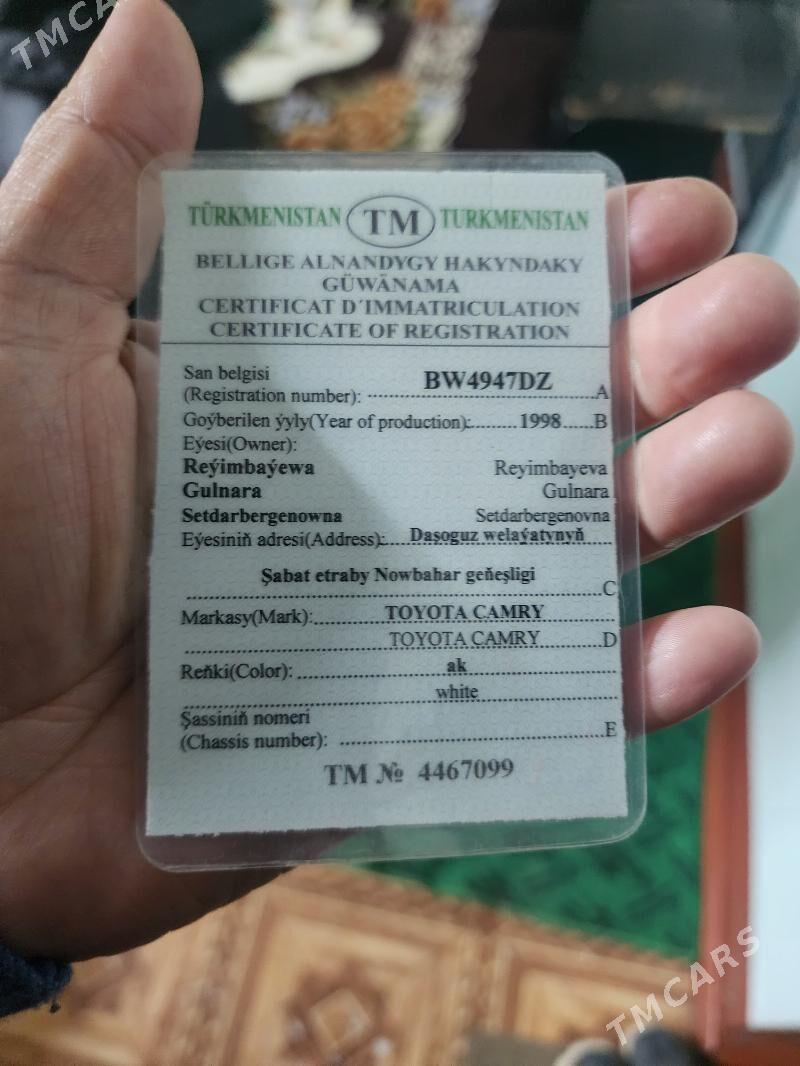 TMCARS
TÜRKMENISTAN TM TURKMENISTAN
BELLIGE ALNANDYGY HAKYNDAKY
GÜWÄNAMA
CERTIFICAT D´IMMATRICULATION
CERTIFICATE OF REGISTRATION
San belgisi
(Registration number): BW4947DZ A
Goýberilen ýyly(Year of production): 1998 B
Eýesi(Owner):
Reýimbaýewa Reyimbayeva
Gulnara Gulnara
Setdarbergenowna Setdarbergenovna
Eýesiniň adresi(Address): Daşoguz welaýatynyň
Şabat etraby Nowbahar geňeşligi
C
Markasy(Mark): TOYOTA CAMRY
TOYOTA CAMRY D
Reňki(Color): ak
white
Şassiniň nomeri
(Chassis number): E
TM № 4467099
TMCARS